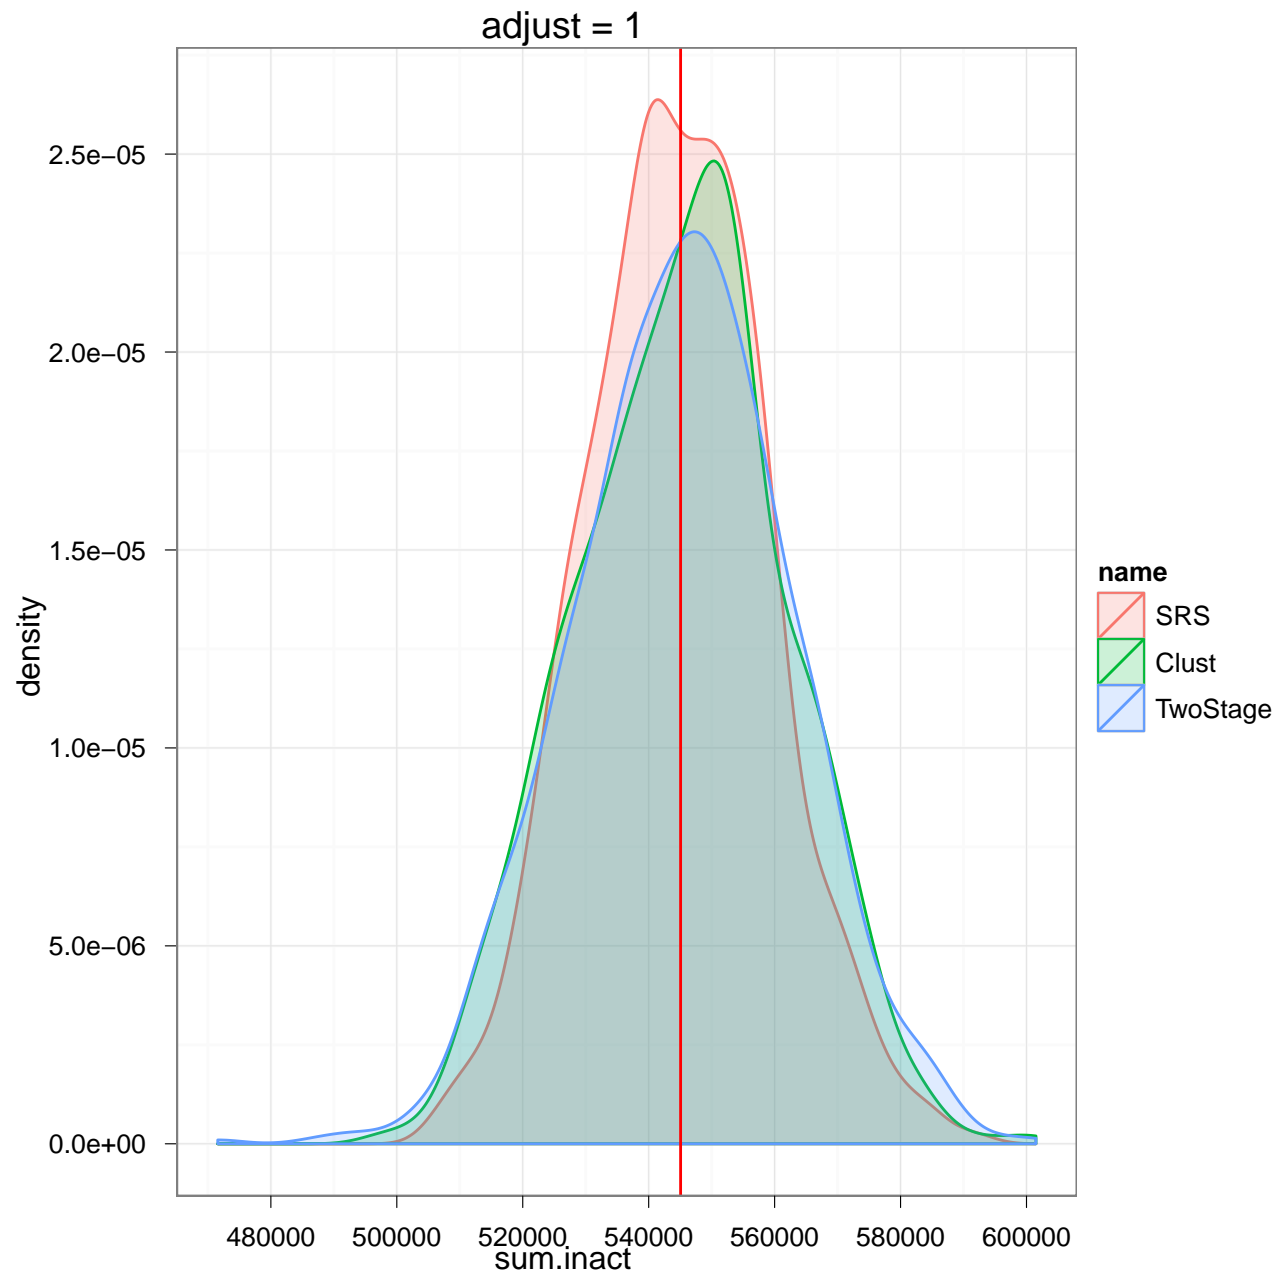 adjust = 1
2.5e−05
2.0e−05
1.5e−05
1.0e−05
5.0e−06
0.0e+00
density
480000 500000 520000 540000 560000 580000 600000
sum.inact
name
SRS
Clust
TwoStage